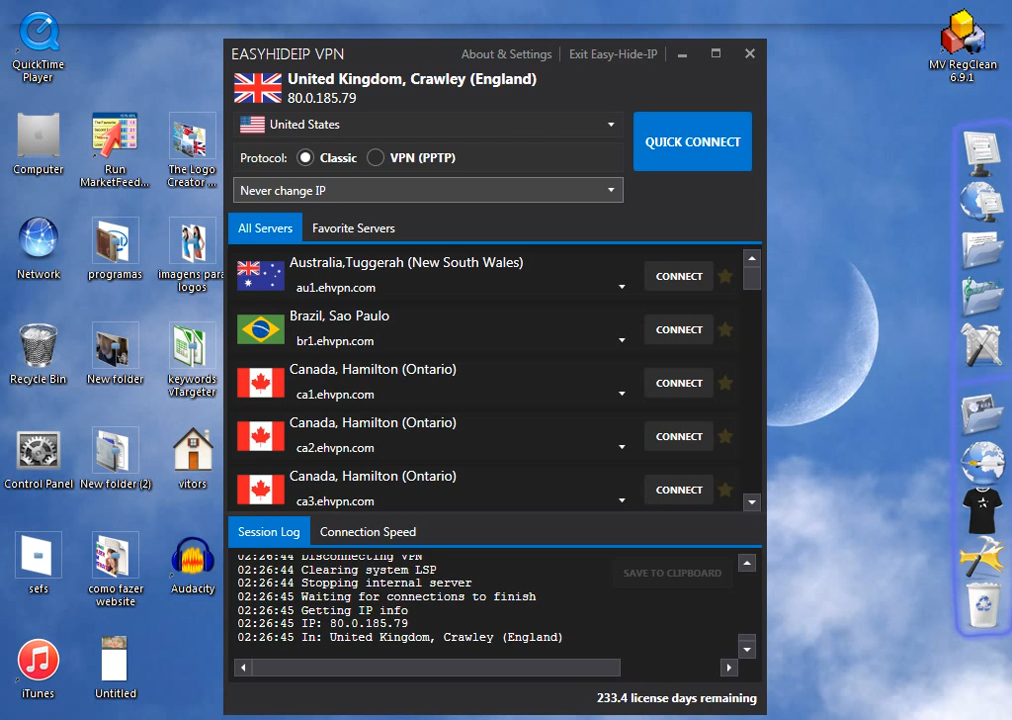 QuickTime
Player
Computer
Run
MarketFeed...
The Logo
Creator ...
Network
programas
imagens para
logos
Recycle Bin
New folder
keywords
vTargeter
Control Panel
New folder (2)
vitors
sefs
como fazer
website
Audacity
iTunes
Untitled
EASYHIDEIP VPN
About & Settings
Exit Easy-Hide-IP
United Kingdom, Crawley (England)
80.0.185.79
United States
QUICK CONNECT
Protocol:
Classic
VPN (PPTP)
Never change IP
All Servers
Favorite Servers
Australia,Tuggerah (New South Wales)
au1.ehvpn.com
CONNECT
Brazil, Sao Paulo
br1.ehvpn.com
CONNECT
Canada, Hamilton (Ontario)
ca1.ehvpn.com
CONNECT
Canada, Hamilton (Ontario)
ca2.ehvpn.com
CONNECT
Canada, Hamilton (Ontario)
ca3.ehvpn.com
CONNECT
Session Log
Connection Speed
02:26:44 Disconnecting VPN
02:26:44 Clearing system LSP
02:26:44 Stopping internal server
02:26:45 Waiting for connections to finish
02:26:45 Getting IP info
02:26:45 IP: 80.0.185.79
02:26:45 In: United Kingdom, Crawley (England)
SAVE TO CLIPBOARD
233.4 license days remaining
MV RegClean
6.9.1